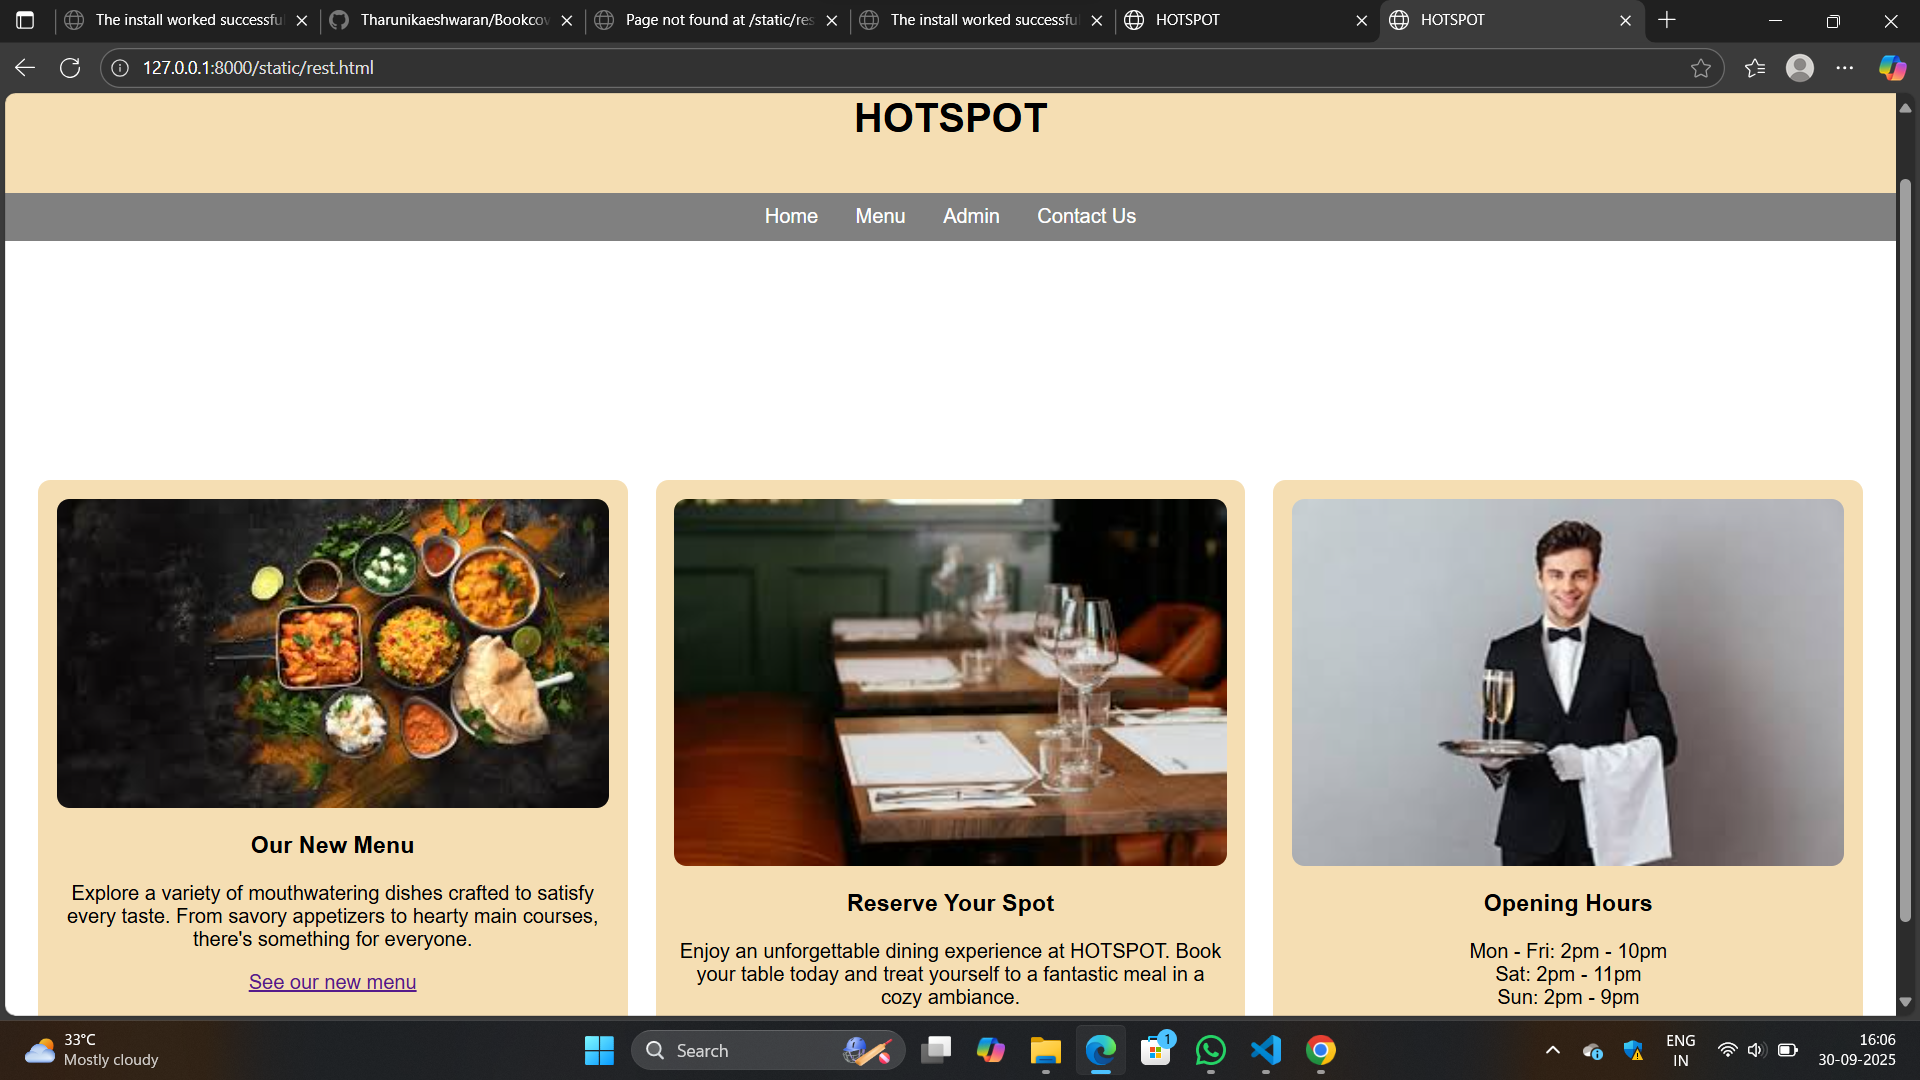 The install worked successfu
Tharunikaeshwaran/Bookcov
Page not found at /static/res
The install worked successfu
HOTSPOT
HOTSPOT
127.0.0.1:8000/static/rest.html
HOTSPOT
Home Menu Admin Contact Us
Our New Menu
Explore a variety of mouthwatering dishes crafted to satisfy
every taste. From savory appetizers to hearty main courses,
there's something for everyone.
See our new menu
Reserve Your Spot
Enjoy an unforgettable dining experience at HOTSPOT. Book
your table today and treat yourself to a fantastic meal in a
cozy ambiance.
Opening Hours
Mon - Fri: 2pm - 10pm
Sat: 2pm - 11pm
Sun: 2pm - 9pm
33°C
Mostly cloudy
Search
1
ENG
IN
16:06
30-09-2025